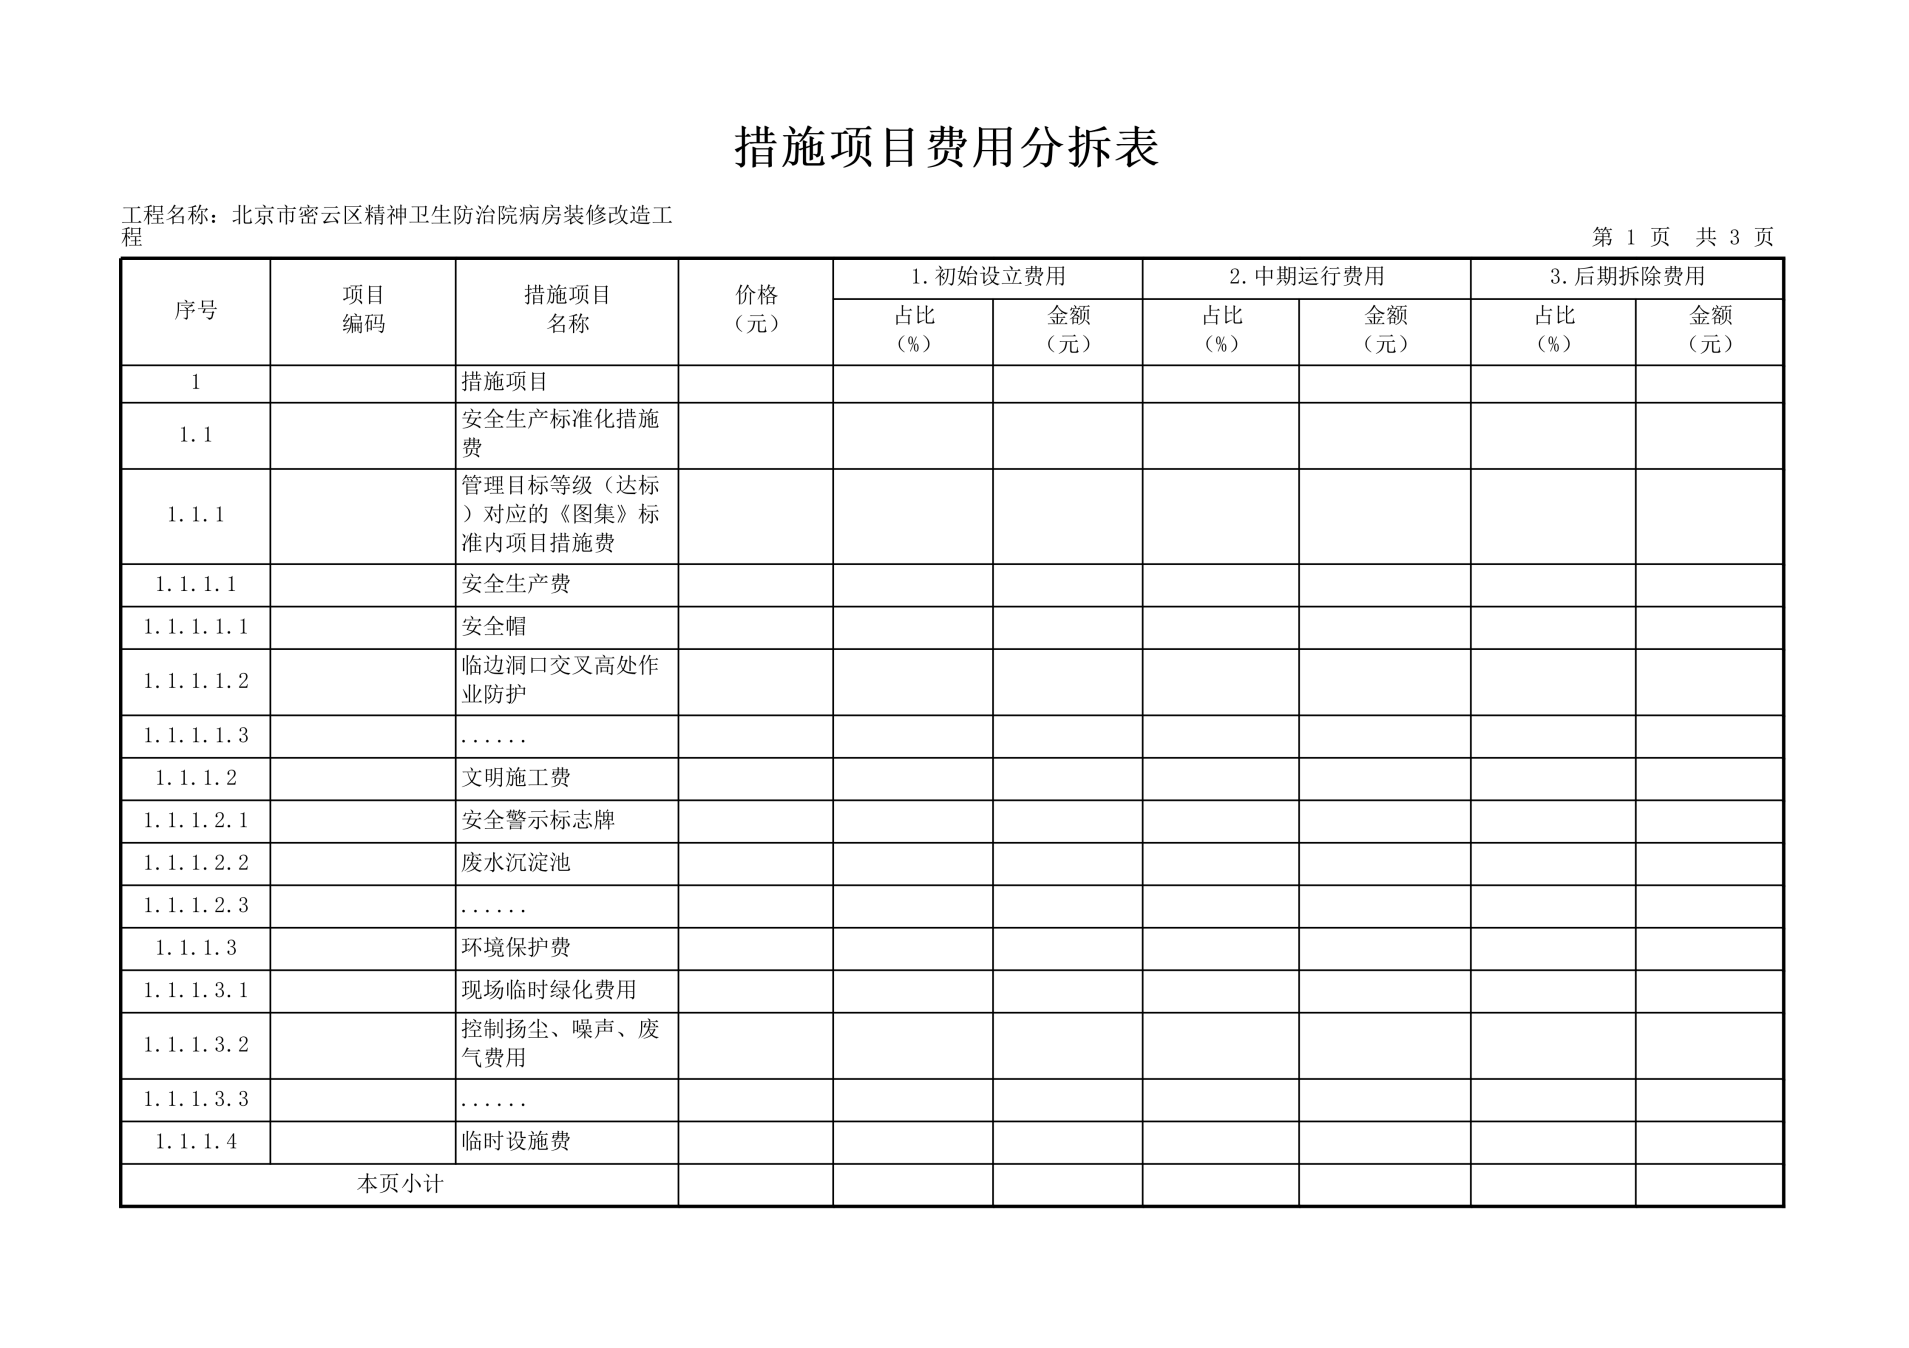 措施项目费用分拆表
工程名称：北京市密云区精神卫生防治院病房装修改造工
程
第 1 页 共 3 页
序号
项目
编码
措施项目
名称
价格
（元）
1.初始设立费用
2.中期运行费用
3.后期拆除费用
占比
（%）
金额
（元）
占比
（%）
金额
（元）
占比
（%）
金额
（元）
1
措施项目
1.1
安全生产标准化措施
费
1.1.1
管理目标等级（达标
）对应的《图集》标
准内项目措施费
1.1.1.1
安全生产费
1.1.1.1.1
安全帽
1.1.1.1.2
临边洞口交叉高处作
业防护
1.1.1.1.3
......
1.1.1.2
文明施工费
1.1.1.2.1
安全警示标志牌
1.1.1.2.2
废水沉淀池
1.1.1.2.3
......
1.1.1.3
环境保护费
1.1.1.3.1
现场临时绿化费用
1.1.1.3.2
控制扬尘、噪声、废
气费用
1.1.1.3.3
......
1.1.1.4
临时设施费
本页小计